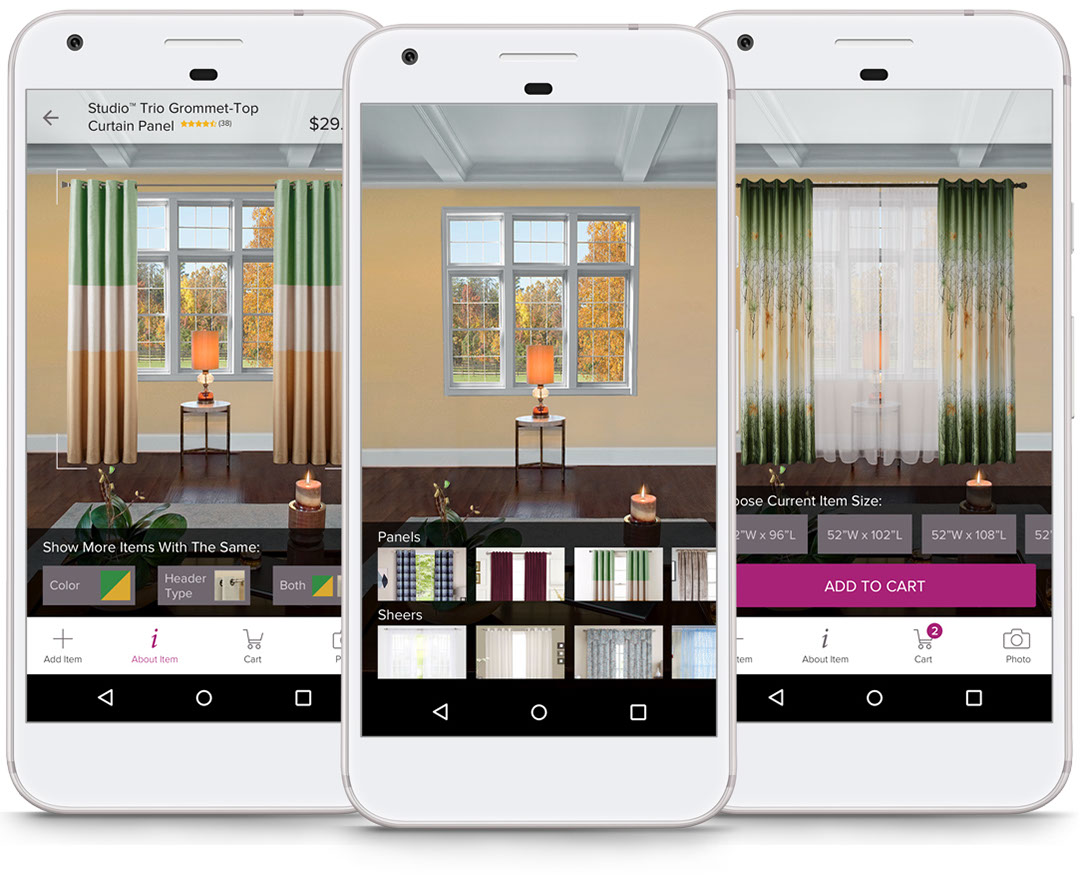 Studio™ Trio Grommet-Top
Curtain Panel (38)
$29.
Show More Items With The Same:
Color
Header
Type
Both
Add Item
About Item
Cart
Panels
Sheers
oose Current Item Size:
2"W x 96"L
52"W x 102"L
52"W x 108"L
52"
ADD TO CART
tem
About Item
2
Cart
Photo